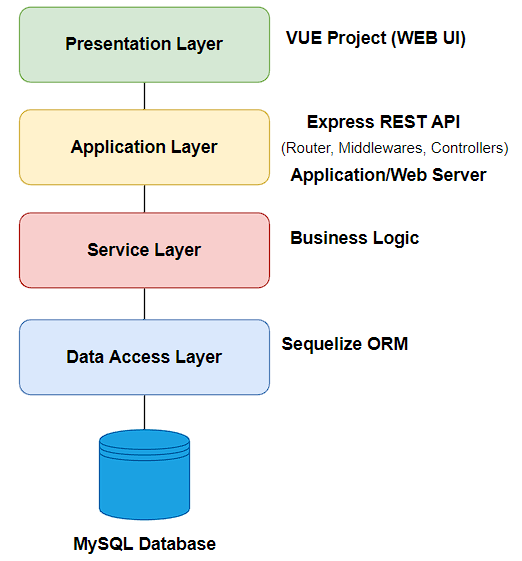 Presentation Layer
VUE Project (WEB UI)
Application Layer
Express REST API
(Router, Middlewares, Controllers)
Application/Web Server
Service Layer
Business Logic
Data Access Layer
Sequelize ORM
MySQL Database